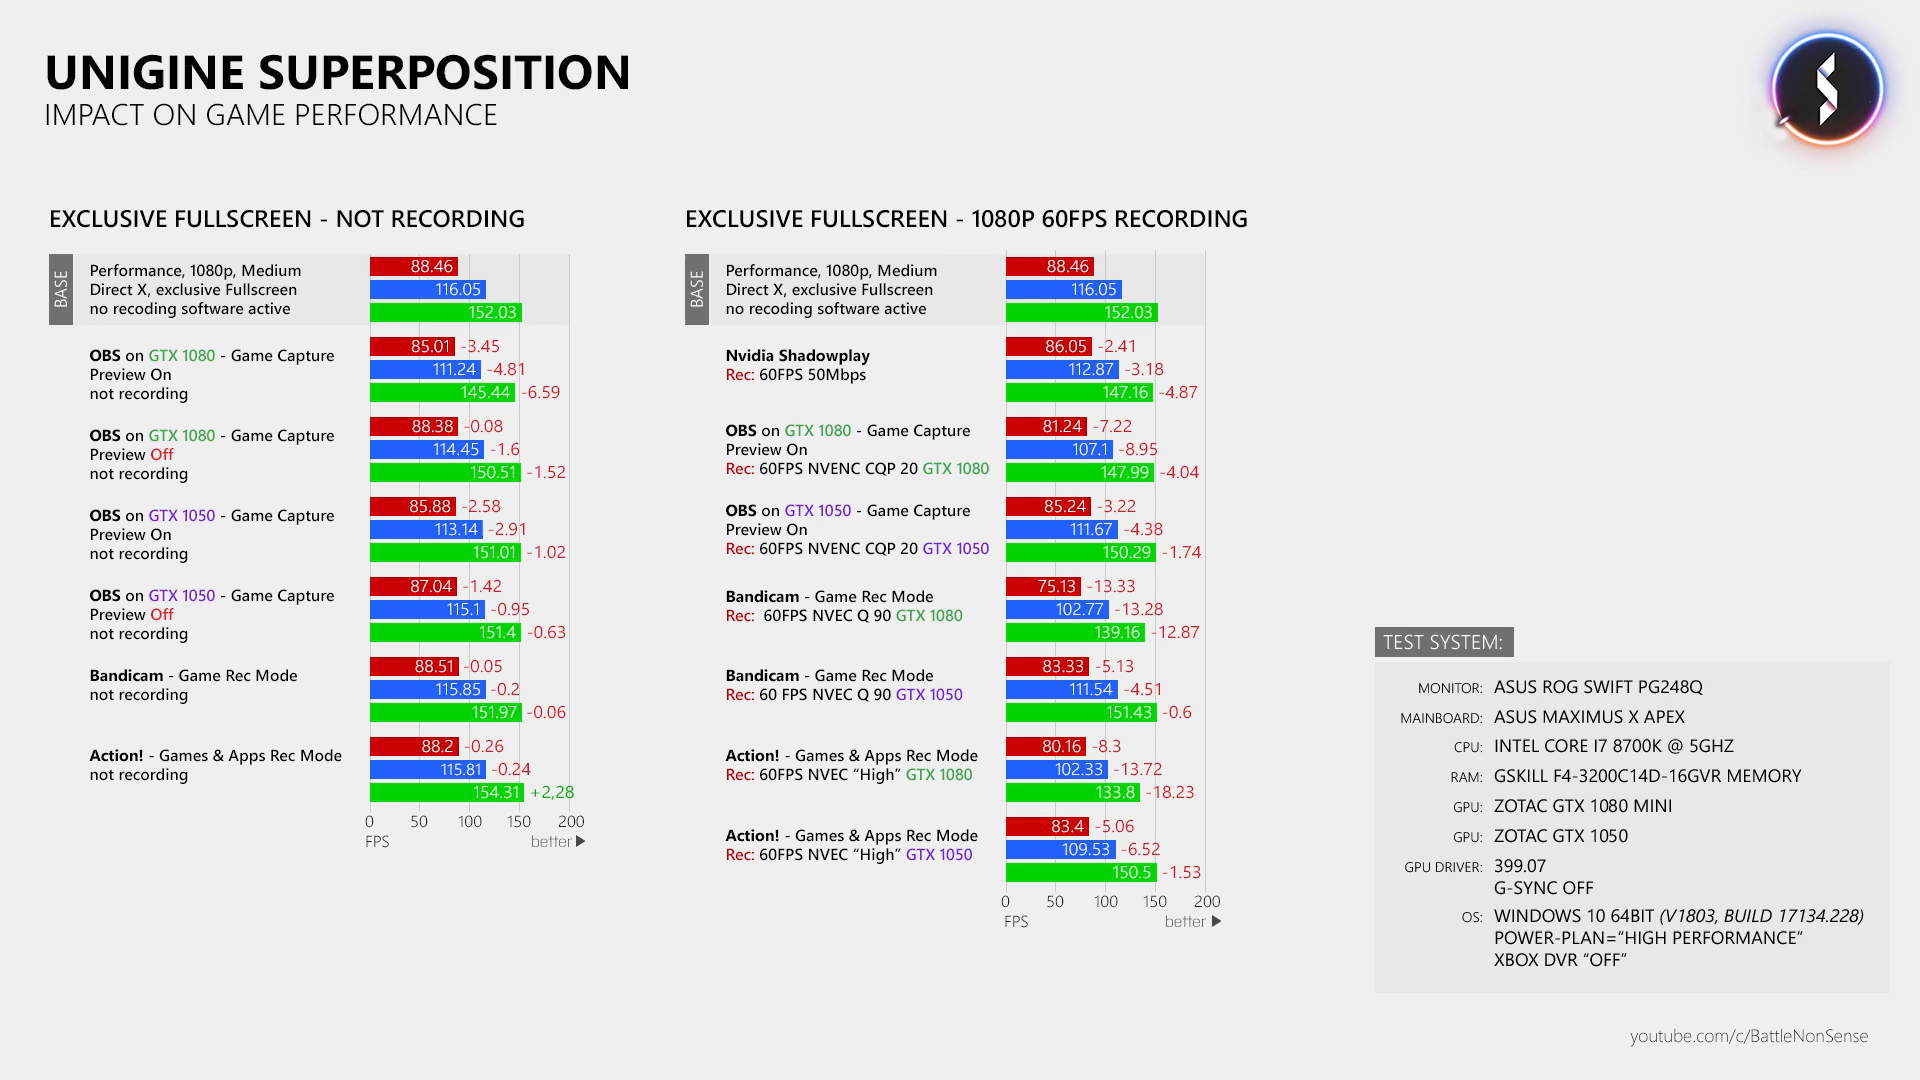 UNIGINE SUPERPOSITION
IMPACT ON GAME PERFORMANCE
EXCLUSIVE FULLSCREEN - NOT RECORDING
BASE
Performance, 1080p, Medium
Direct X, exclusive Fullscreen
no recoding software active
88.46
116.05
152.03
OBS on GTX 1080 - Game Capture
Preview On
not recording
85.01 -3.45
111.24 -4.81
145.44 -6.59
OBS on GTX 1080 - Game Capture
Preview Off
not recording
88.38 -0.08
114.45 -1.6
150.51 -1.52
OBS on GTX 1050 - Game Capture
Preview On
not recording
85.88 -2.58
113.14 -2.91
151.01 -1.02
OBS on GTX 1050 - Game Capture
Preview Off
not recording
87.04 -1.42
115.1 -0.95
151.4 -0.63
Bandicam - Game Rec Mode
not recording
88.51 -0.05
115.85 -0.2
151.97 -0.06
Action! - Games & Apps Rec Mode
not recording
88.2 -0.26
115.81 -0.24
154.31 +2,28
0 50 100 150 200
FPS better ▶
EXCLUSIVE FULLSCREEN - 1080P 60FPS RECORDING
BASE
Performance, 1080p, Medium
Direct X, exclusive Fullscreen
no recoding software active
88.46
116.05
152.03
Nvidia Shadowplay
Rec: 60FPS 50Mbps
86.05 -2.41
112.87 -3.18
147.16 -4.87
OBS on GTX 1080 - Game Capture
Preview On
Rec: 60FPS NVENC CQP 20 GTX 1080
81.24 -7.22
107.1 -8.95
147.99 -4.04
OBS on GTX 1050 - Game Capture
Preview On
Rec: 60FPS NVENC CQP 20 GTX 1050
85.24 -3.22
111.67 -4.38
150.29 -1.74
Bandicam - Game Rec Mode
Rec: 60FPS NVEC Q 90 GTX 1080
75.13 -13.33
102.77 -13.28
139.16 -12.87
Bandicam - Game Rec Mode
Rec: 60 FPS NVEC Q 90 GTX 1050
83.33 -5.13
111.54 -4.51
151.43 -0.6
Action! - Games & Apps Rec Mode
Rec: 60FPS NVEC “High” GTX 1080
80.16 -8.3
102.33 -13.72
133.8 -18.23
Action! - Games & Apps Rec Mode
Rec: 60FPS NVEC “High” GTX 1050
83.4 -5.06
109.53 -6.52
150.5 -1.53
0 50 100 150 200
FPS better ▶
TEST SYSTEM:
MONITOR: ASUS ROG SWIFT PG248Q
MAINBOARD: ASUS MAXIMUS X APEX
CPU: INTEL CORE I7 8700K @ 5GHZ
RAM: GSKILL F4-3200C14D-16GVR MEMORY
GPU: ZOTAC GTX 1080 MINI
GPU: ZOTAC GTX 1050
GPU DRIVER: 399.07
G-SYNC OFF
OS: WINDOWS 10 64BIT (V1803, BUILD 17134.228)
POWER-PLAN=“HIGH PERFORMANCE”
XBOX DVR “OFF”
youtube.com/c/BattleNonSense